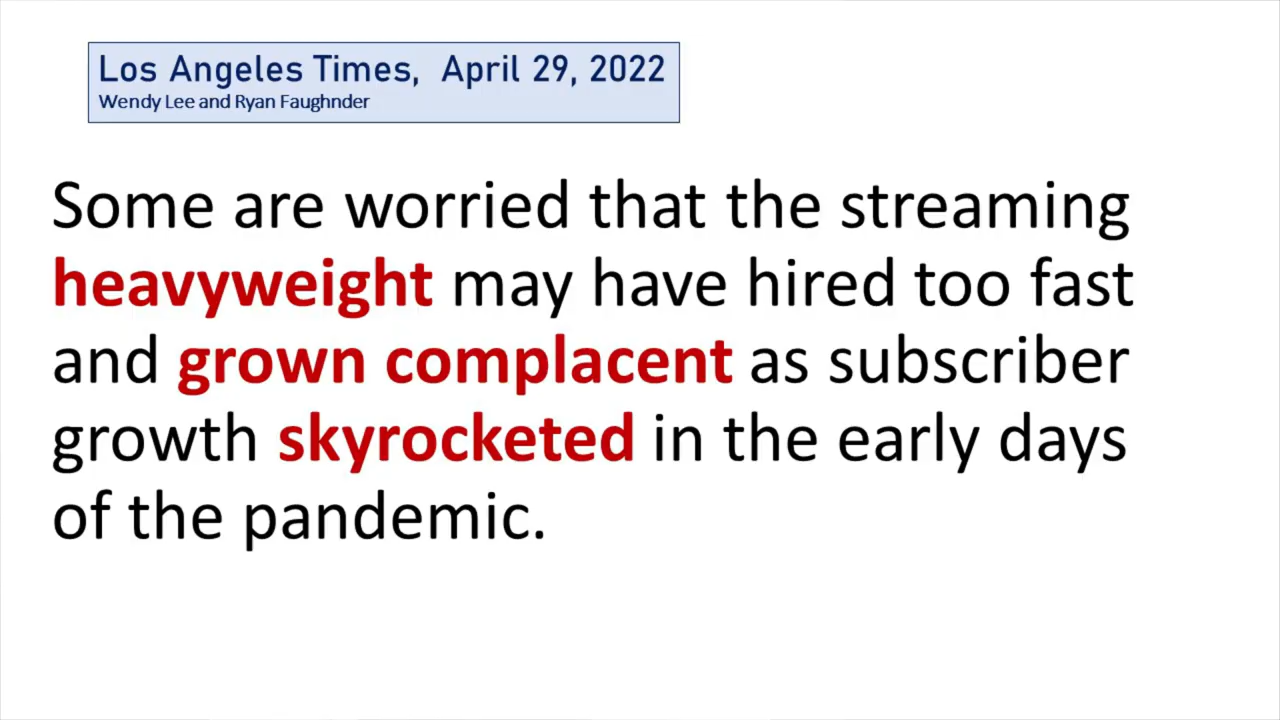 Los Angeles Times, April 29, 2022
Wendy Lee and Ryan Faughnder
Some are worried that the streaming
heavyweight may have hired too fast
and grown complacent as subscriber
growth skyrocketed in the early days
of the pandemic.